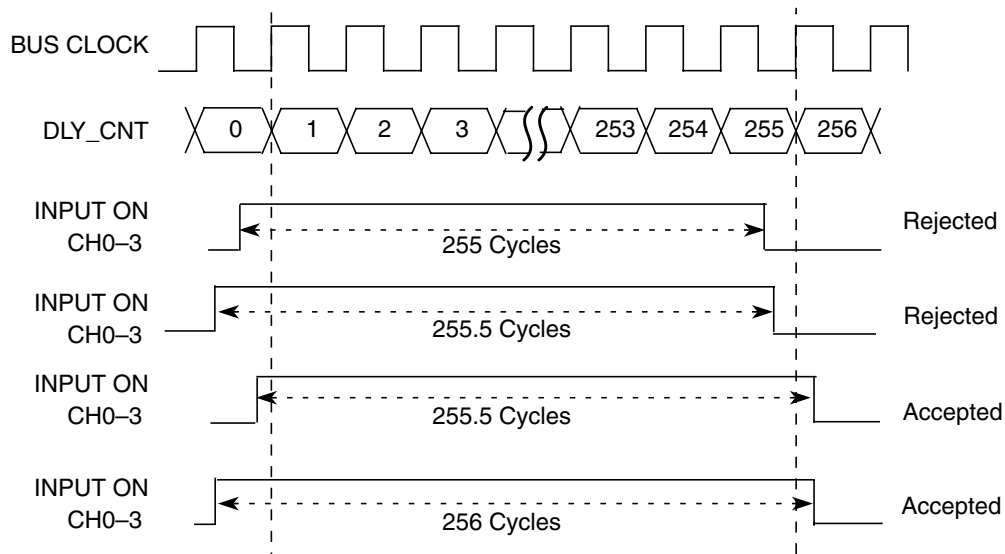 BUS CLOCK
DLY_CNT
0 1 2 3 253 254 255 256
INPUT ON
CH0–3
255 Cycles
Rejected
INPUT ON
CH0–3
255.5 Cycles
Rejected
INPUT ON
CH0–3
255.5 Cycles
Accepted
INPUT ON
CH0–3
256 Cycles
Accepted